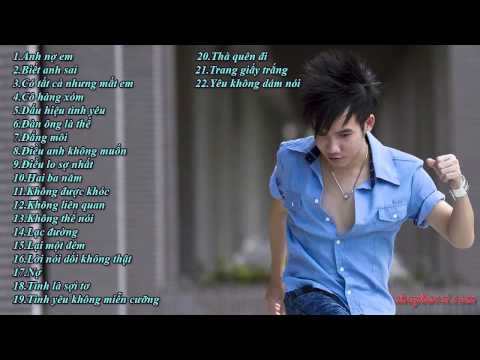 1.Anh nợ em
2.Biết anh sai
3.Có tất cả nhưng mất em
4.Cô hàng xóm
5.Dấu hiệu tình yêu
6.Đàn ông là thế
7.Đắng môi
8.Điều anh không muốn
9.Điều lo sợ nhất
10.Hai ba năm
11.Không được khóc
12.Không liên quan
13.Không thể nói
14.Lạc đường
15.Lại một đêm
16.Lời nói dối không thật
17.Nợ
18.Tình là sợi tơ
19.Tình yêu không miễn cưỡng
20.Thà quên đi
21.Trang giấy trắng
22.Yêu không dám nói